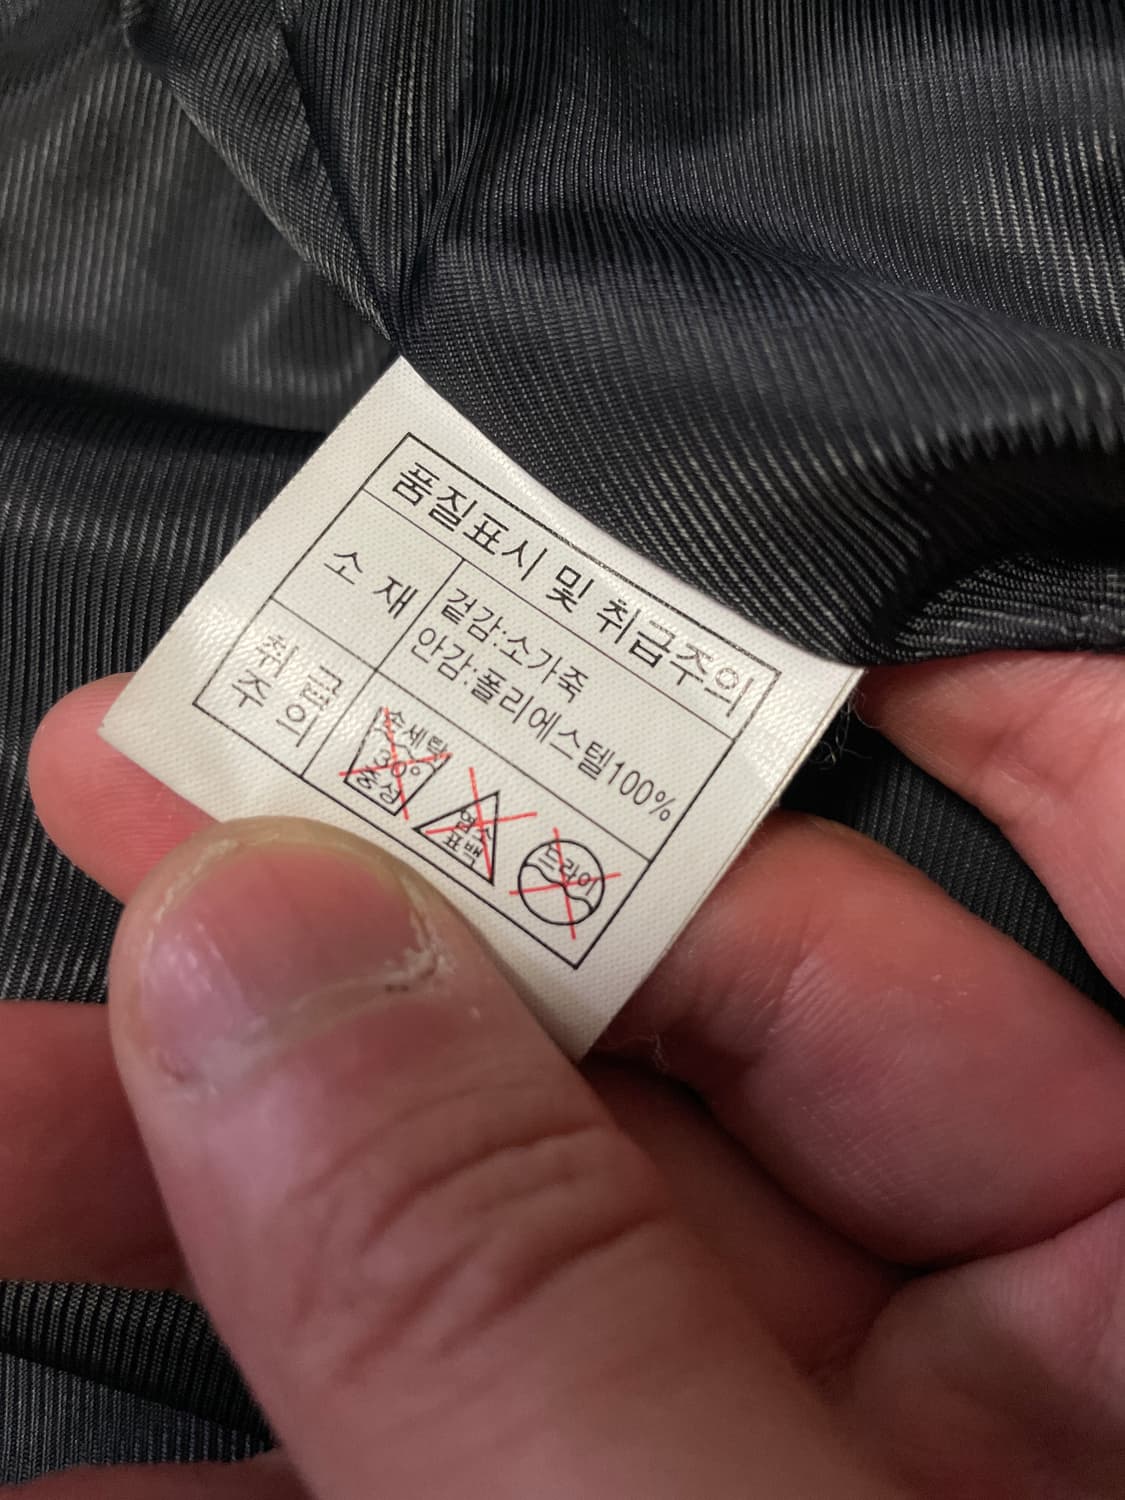 품질표시 및 취급주의
소 재
겉감:소가죽
안감:폴리에스텔100%
취 급
주 의
손세탁
30°
중성
염소
표백
드라이